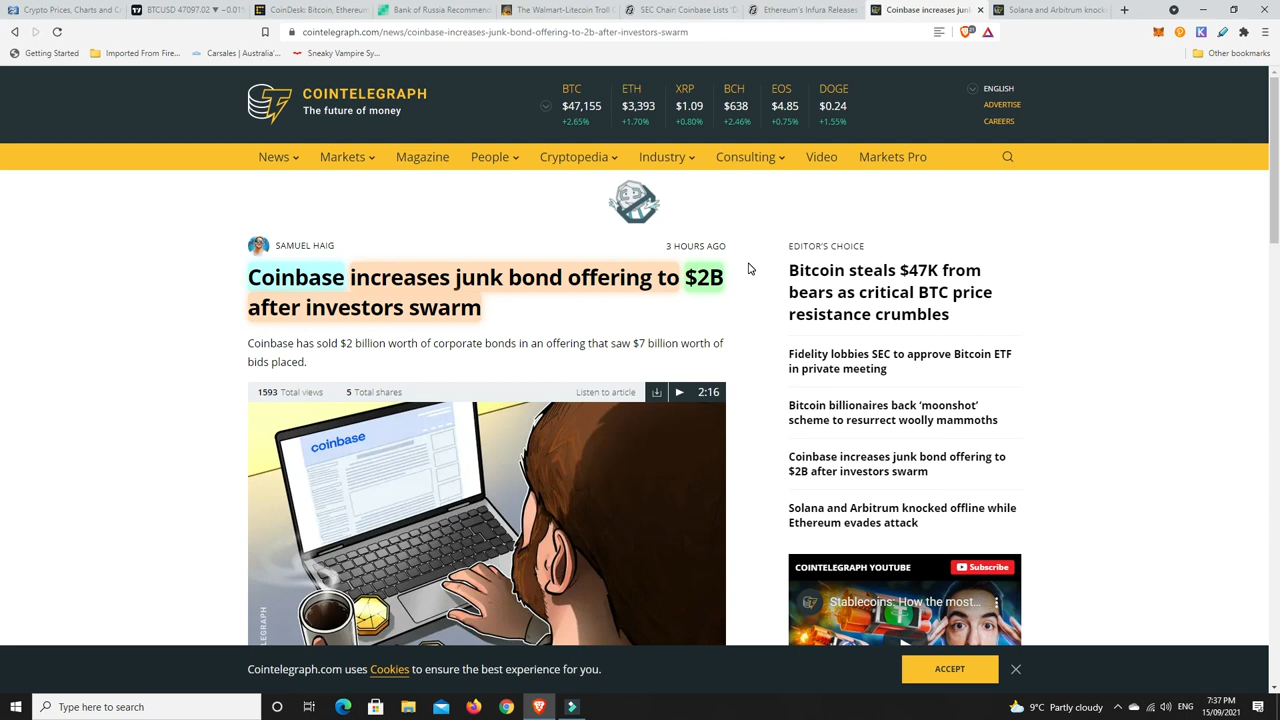 Crypto Prices, Charts and Cr
BTCUSD 47097.02 ▼ −0.01
CoinDesk: Bitcoin, Ethereum
Bank of Russia Recommend
The Walmart-Litecoin Troll
SEC Chain Coinbase Lists 'D
Ethereum's Infura Releases
Coinbase increases jun
Solana and Arbitrum knock
cointelegraph.com/news/coinbase-increases-junk-bond-offering-to-2b-after-investors-swarm
Getting Started
Imported From Fire...
Carsales | Australia'...
Sneaky Vampire Sy...
Other bookmarks
COINTELEGRAPH
The future of money
BTC ETH XRP BCH EOS DOGE
$47,155 $3,393 $1.09 $638 $4.85 $0.24
+2.65% +1.70% +0.80% +2.46% +0.75% +1.55%
ENGLISH
ADVERTISE
CAREERS
News Markets Magazine People Cryptopedia Industry Consulting Video Markets Pro
SAMUEL HAIG
3 HOURS AGO
Coinbase increases junk bond offering to $2B
after investors swarm
Coinbase has sold $2 billion worth of corporate bonds in an offering that saw $7 billion worth of
bids placed.
1593 Total views
5 Total shares
Listen to article
2:16
coinbase
EDITOR'S CHOICE
Bitcoin steals $47K from
bears as critical BTC price
resistance crumbles
Fidelity lobbies SEC to approve Bitcoin ETF
in private meeting
Bitcoin billionaires back 'moonshot'
scheme to resurrect woolly mammoths
Coinbase increases junk bond offering to
$2B after investors swarm
Solana and Arbitrum knocked offline while
Ethereum evades attack
COINTELEGRAPH YOUTUBE
Subscribe
Stablecoins: How the most...
Cointelegraph.com uses Cookies to ensure the best experience for you.
ACCEPT
Type here to search
9°C Partly cloudy
ENG
7:37 PM
15/09/2021